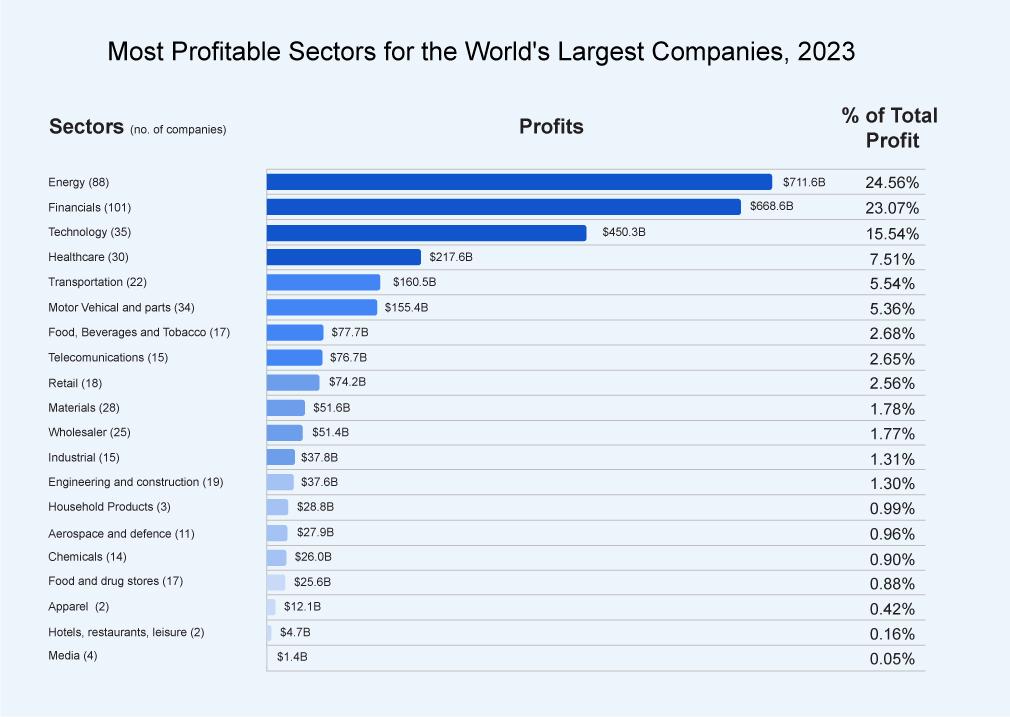 Most Profitable Sectors for the World's Largest Companies, 2023
Sectors (no. of companies) Profits % of Total
Profit
Energy (88) $711.6B 24.56%
Financials (101) $668.6B 23.07%
Technology (35) $450.3B 15.54%
Healthcare (30) $217.6B 7.51%
Transportation (22) $160.5B 5.54%
Motor Vehical and parts (34) $155.4B 5.36%
Food, Beverages and Tobacco (17) $77.7B 2.68%
Telecomunications (15) $76.7B 2.65%
Retail (18) $74.2B 2.56%
Materials (28) $51.6B 1.78%
Wholesaler (25) $51.4B 1.77%
Industrial (15) $37.8B 1.31%
Engineering and construction (19) $37.6B 1.30%
Household Products (3) $28.8B 0.99%
Aerospace and defence (11) $27.9B 0.96%
Chemicals (14) $26.0B 0.90%
Food and drug stores (17) $25.6B 0.88%
Apparel (2) $12.1B 0.42%
Hotels, restaurants, leisure (2) $4.7B 0.16%
Media (4) $1.4B 0.05%